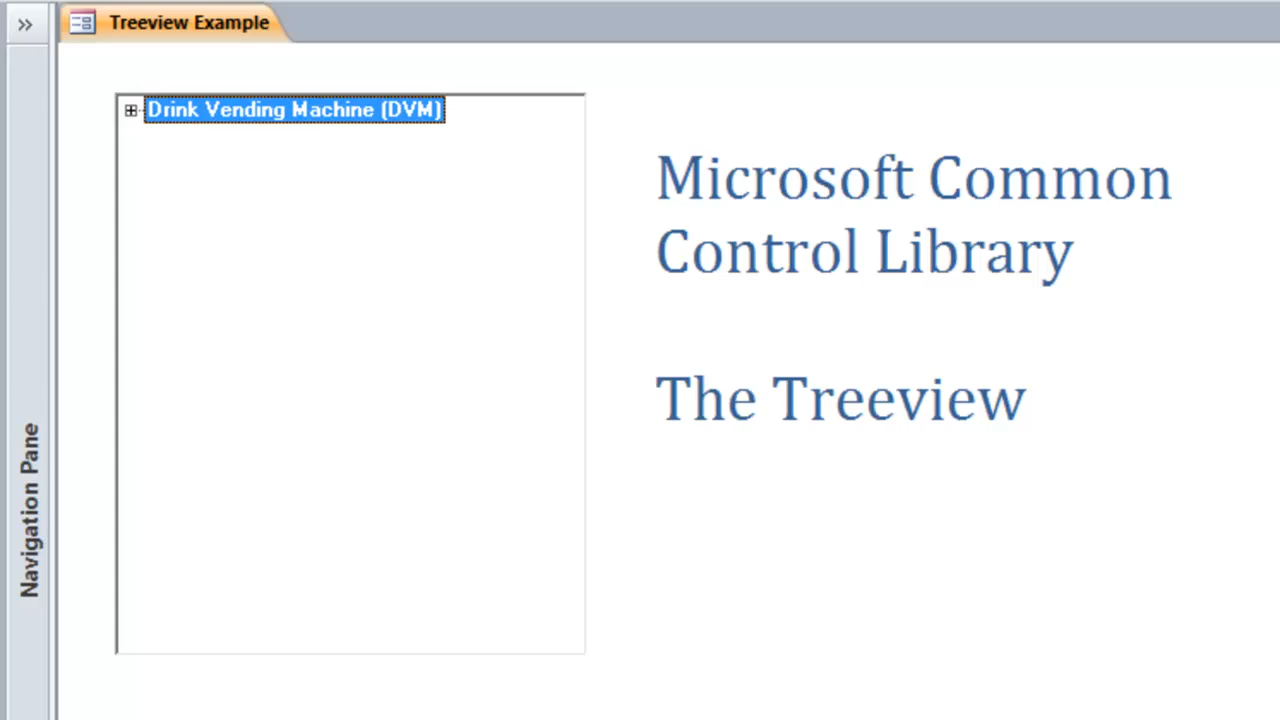 Treeview Example
Drink Vending Machine (DVM)
Microsoft Common
Control Library
The Treeview
Navigation Pane